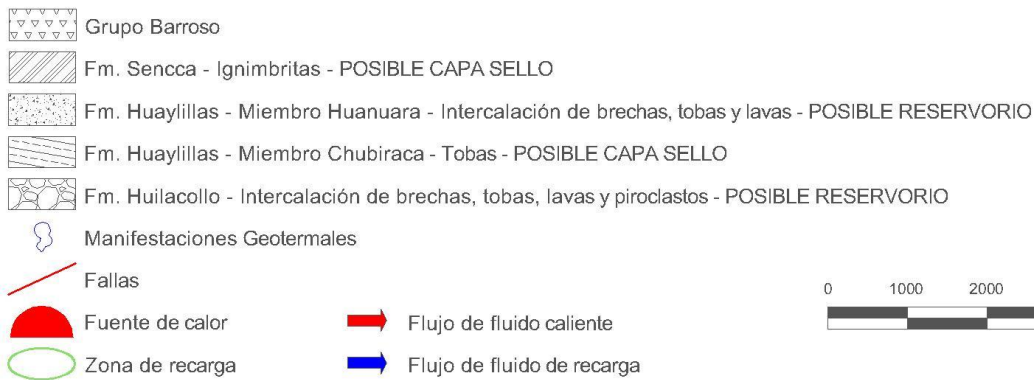 Grupo Barroso
Fm. Sencca - Ignimbritas - POSIBLE CAPA SELLO
Fm. Huaylillas - Miembro Huanuara - Intercalación de brechas, tobas y lavas - POSIBLE RESERVORIO
Fm. Huaylillas - Miembro Chubiraca - Tobas - POSIBLE CAPA SELLO
Fm. Huilacollo - Intercalación de brechas, tobas, lavas y piroclastos - POSIBLE RESERVORIO
Manifestaciones Geotermales
Fallas
0 1000 2000
Fuente de calor Flujo de fluido caliente
Zona de recarga Flujo de fluido de recarga